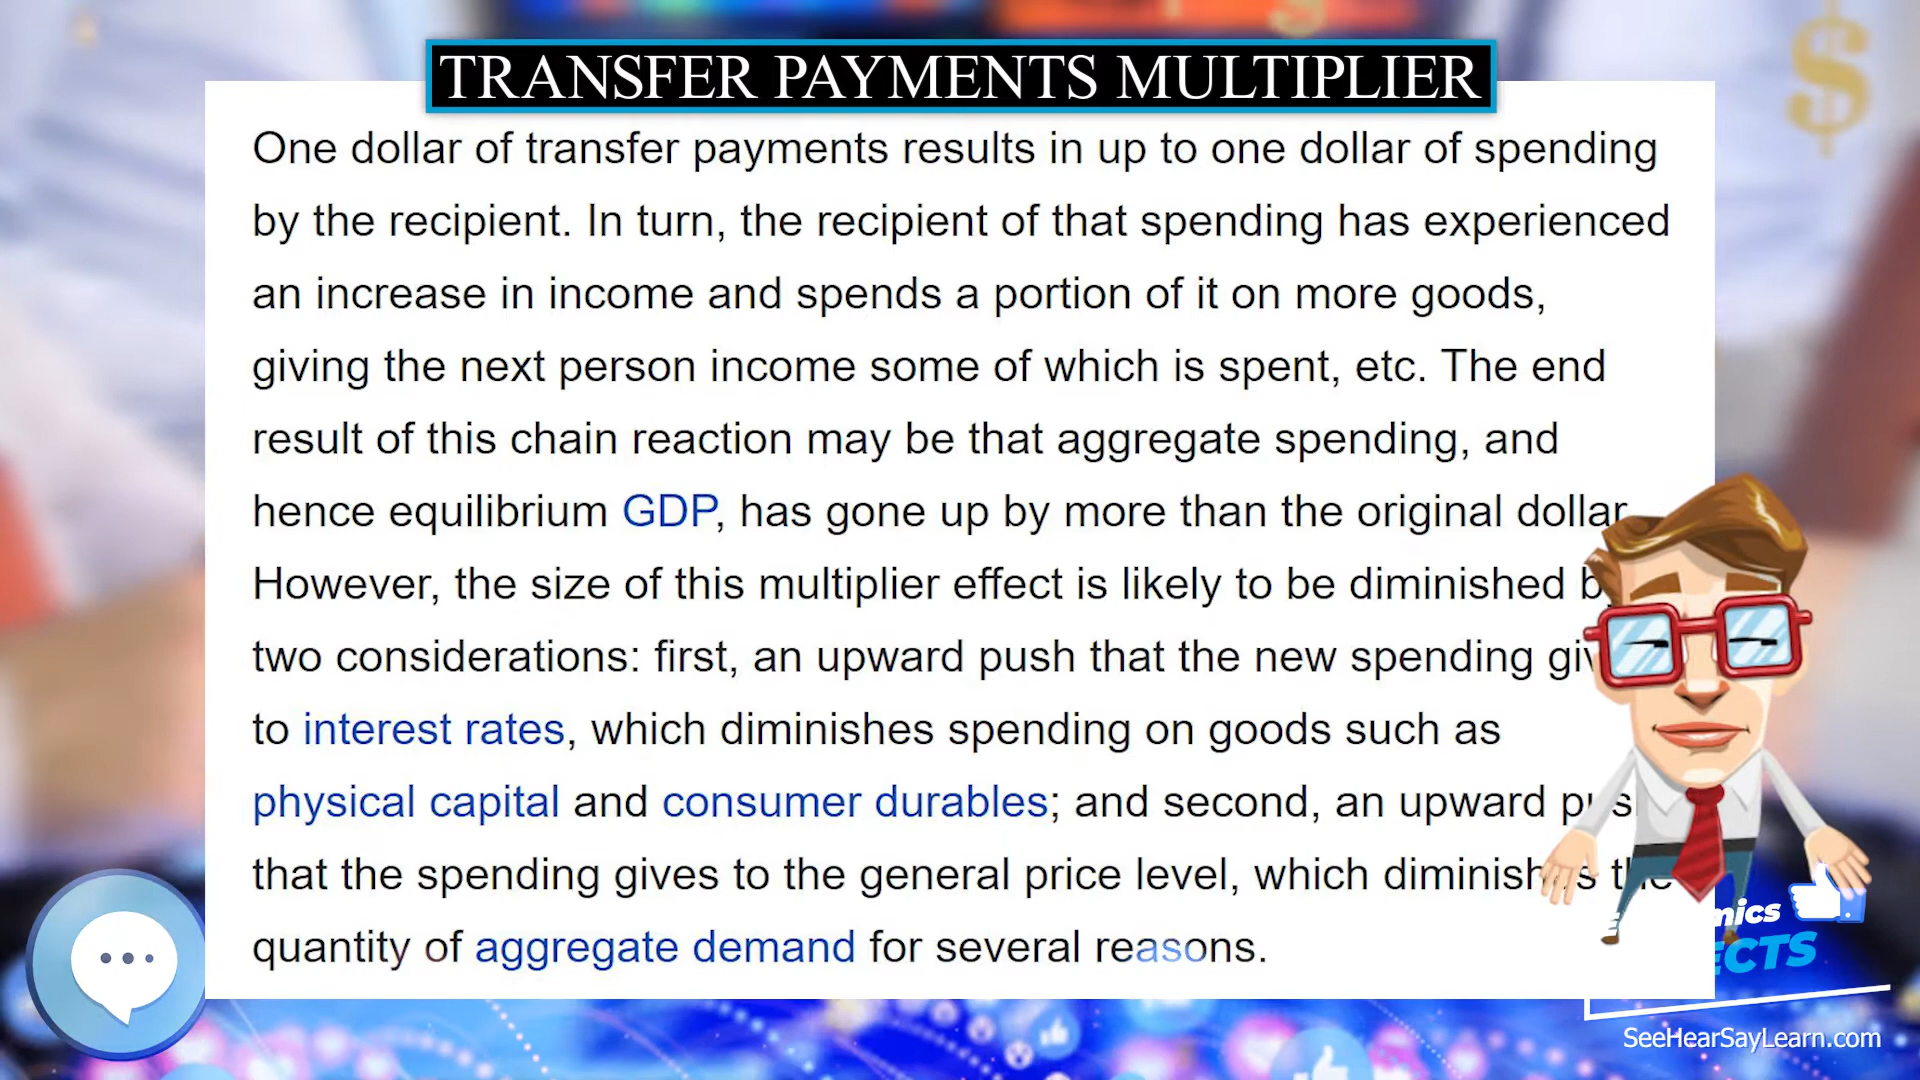 TRANSFER PAYMENTS MULTIPLIER
One dollar of transfer payments results in up to one dollar of spending
by the recipient. In turn, the recipient of that spending has experienced
an increase in income and spends a portion of it on more goods,
giving the next person income some of which is spent, etc. The end
result of this chain reaction may be that aggregate spending, and
hence equilibrium GDP, has gone up by more than the original dollar
However, the size of this multiplier effect is likely to be diminished
two considerations: first, an upward push that the new spending
to interest rates, which diminishes spending on goods such as
physical capital and consumer durables; and second, an upward
that the spending gives to the general price level, which diminishes the
quantity of aggregate demand for several reasons.
SeeHearSayLearn.com